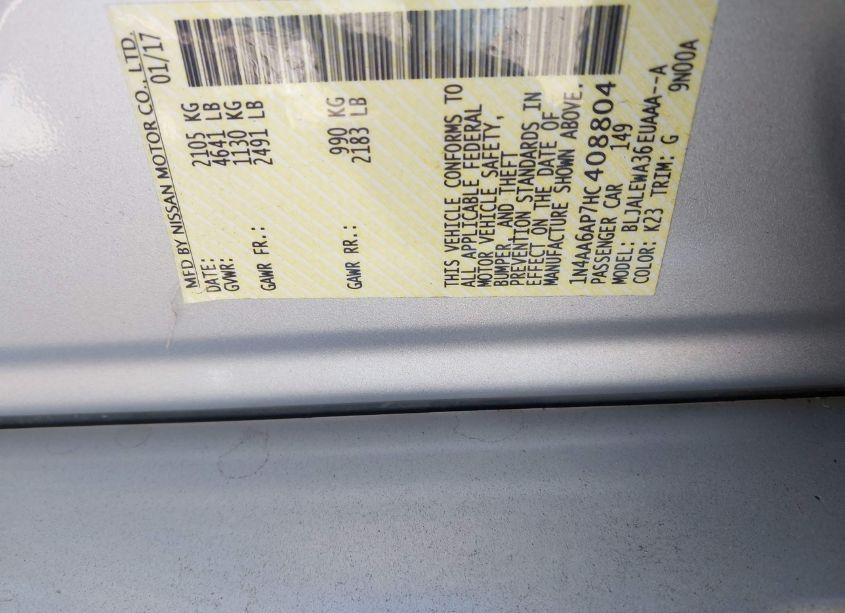 MFD BY NISSAN MOTOR CO., LTD.
DATE: 01/17
GVWR: 2105 KG
4641 LB
GAWR FR.: 1130 KG
2491 LB
GAWR RR.: 990 KG
2183 LB
THIS VEHICLE CONFORMS TO
ALL APPLICABLE FEDERAL
MOTOR VEHICLE SAFETY,
BUMPER, AND THEFT
PREVENTION STANDARDS IN
EFFECT ON THE DATE OF
MANUFACTURE SHOWN ABOVE.
1N4AA6AP7HC408804
PASSENGER CAR 149
MODEL: BLJALEWA36EUAAA--A
COLOR: K23 TRIM: G 9N00A